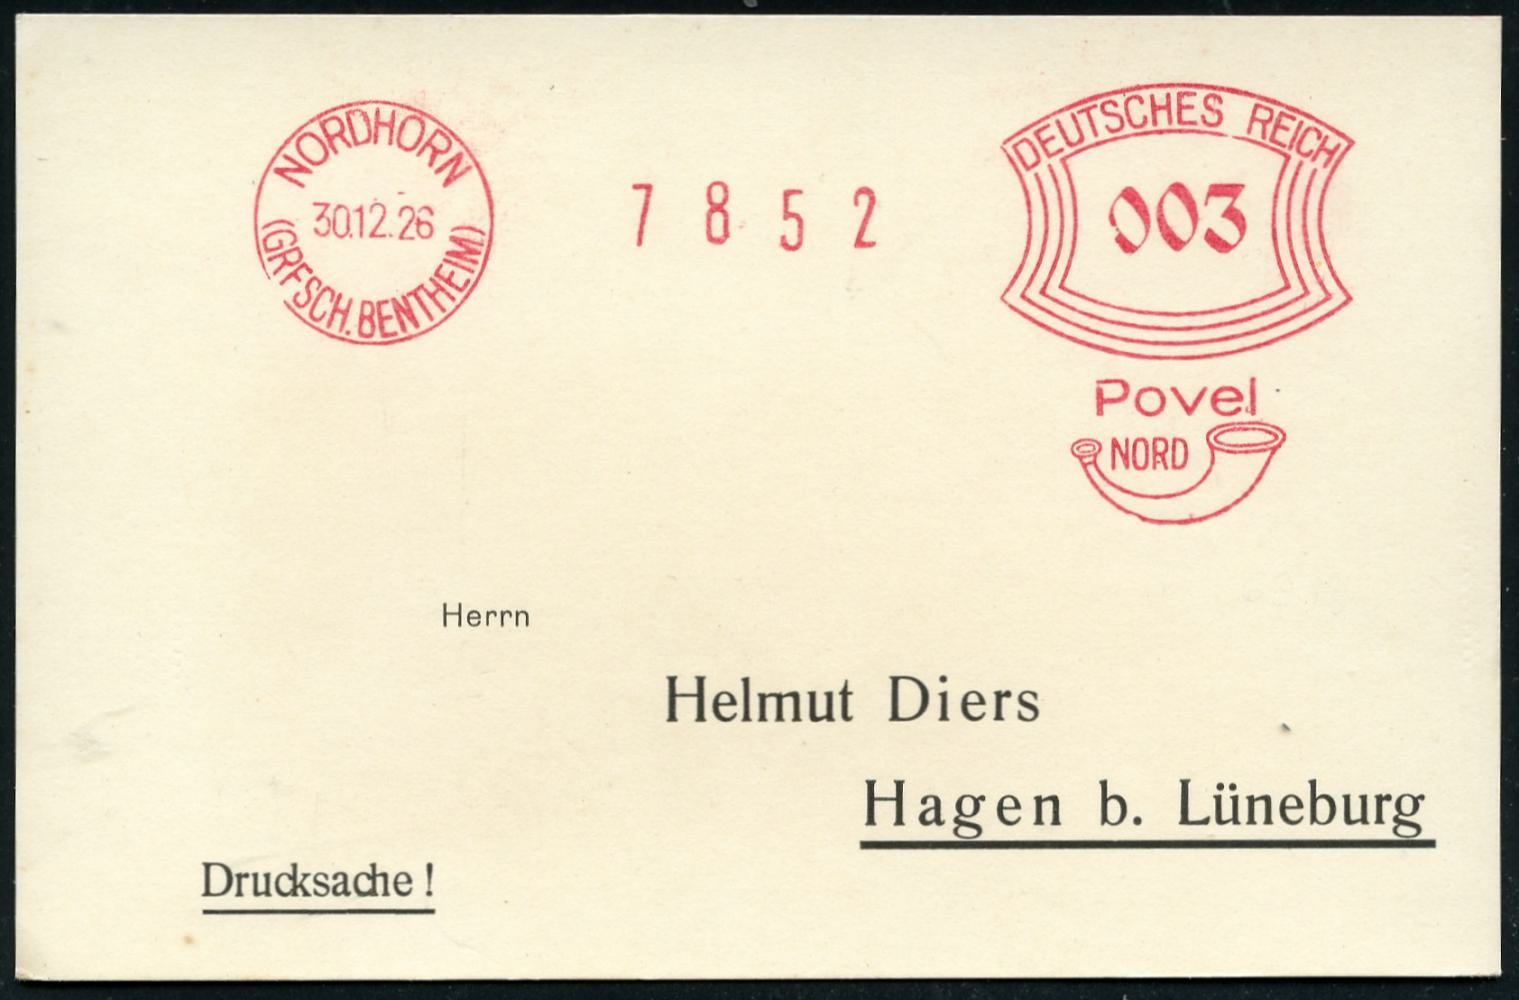 NORDHORN
30.12.26
(GRFSCH. BENTHEIM)
7 8 5 2
DEUTSCHES REICH
003
Povel
NORD
Herrn
Helmut Diers
Hagen b. Lüneburg
Drucksache !